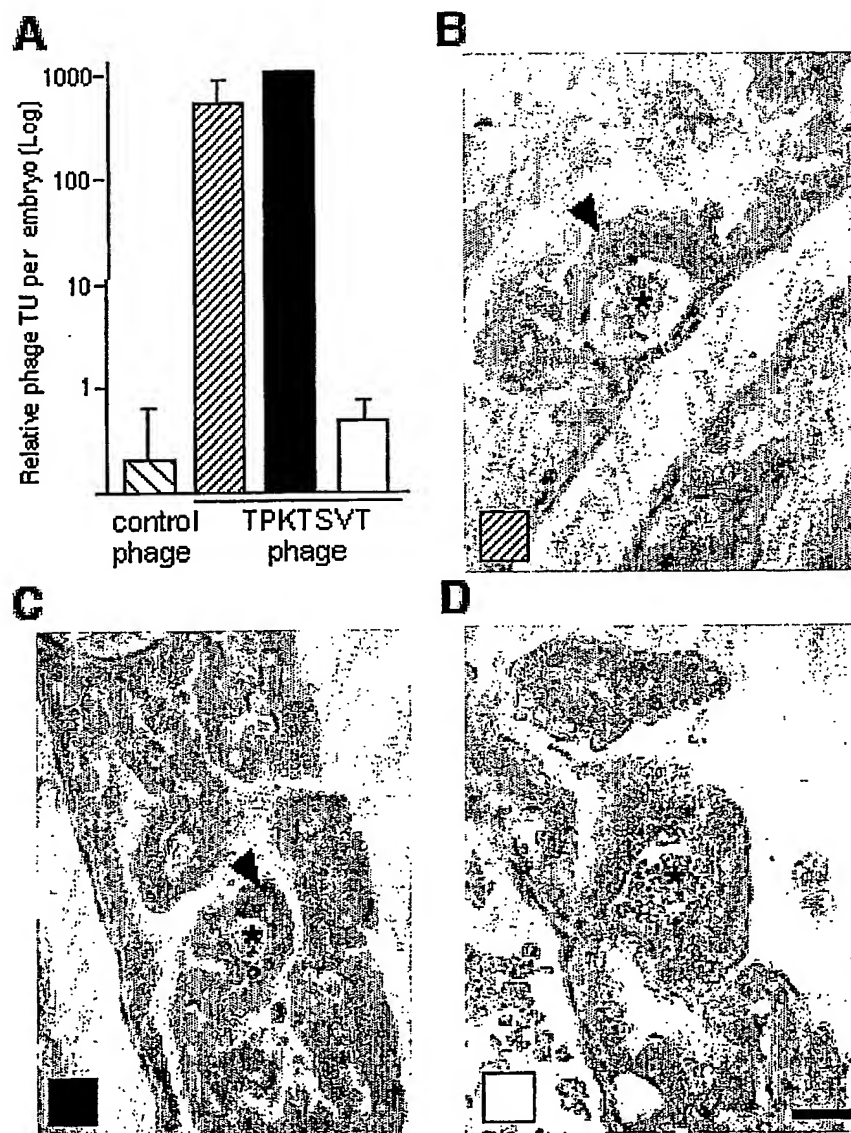 A
Relative phage TU per embryo (Log)
1000
100
10
1
control
phage
TPKTSVT
phage
B
*
C
*
D
*